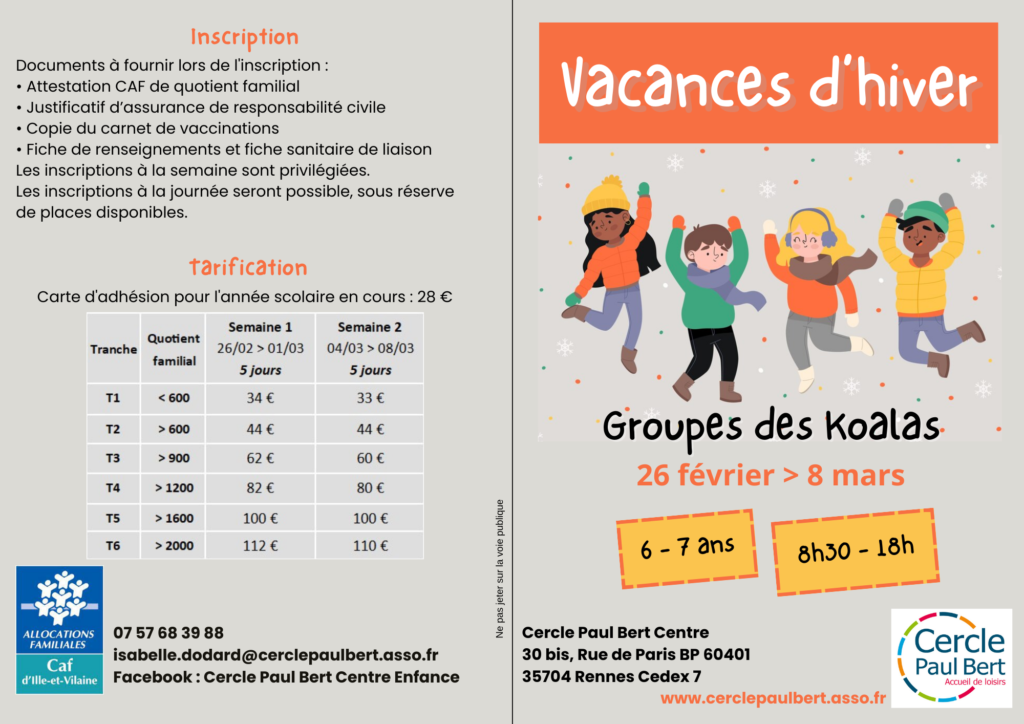 Inscription
Documents à fournir lors de l'inscription :
• Attestation CAF de quotient familial
• Justificatif d’assurance de responsabilité civile
• Copie du carnet de vaccinations
• Fiche de renseignements et fiche sanitaire de liaison
Les inscriptions à la semaine sont privilégiées.
Les inscriptions à la journée seront possible, sous réserve
de places disponibles.
Tarification
Carte d'adhésion pour l'année scolaire en cours : 28 €
Tranche Quotient familial Semaine 1 26/02 > 01/03 5 jours Semaine 2 04/03 > 08/03 5 jours
T1 < 600 34 € 33 €
T2 > 600 44 € 44 €
T3 > 900 62 € 60 €
T4 > 1200 82 € 80 €
T5 > 1600 100 € 100 €
T6 > 2000 112 € 110 €
ALLOCATIONS
FAMILIALES
Caf
d'Ille-et-Vilaine
07 57 68 39 88
isabelle.dodard@cerclepaulbert.asso.fr
Facebook : Cercle Paul Bert Centre Enfance
Ne pas jeter sur la voie publique
Vacances d'hiver
Groupes des Koalas
26 février > 8 mars
6 - 7 ans
8h30 - 18h
Cercle Paul Bert Centre
30 bis, Rue de Paris BP 60401
35704 Rennes Cedex 7
www.cerclepaulbert.asso.fr
Cercle
Paul Bert
Accueil de loisirs